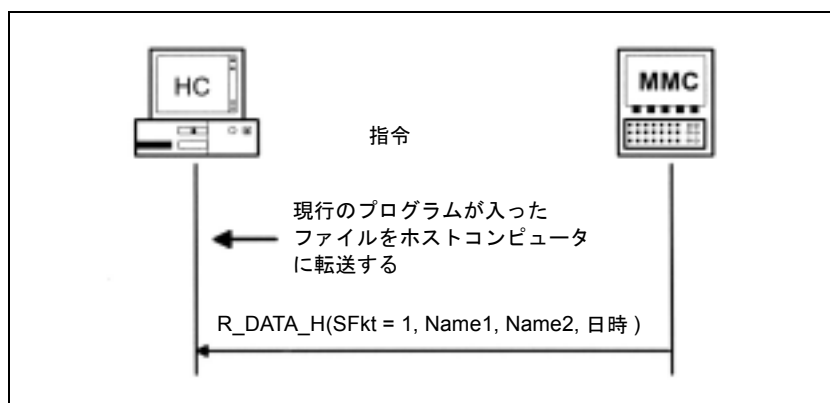 HC
MMC
指令
現行のプログラムが入った
ファイルをホストコンピュータ
に転送する
R_DATA_H(SFkt = 1, Name1, Name2, 日時 )